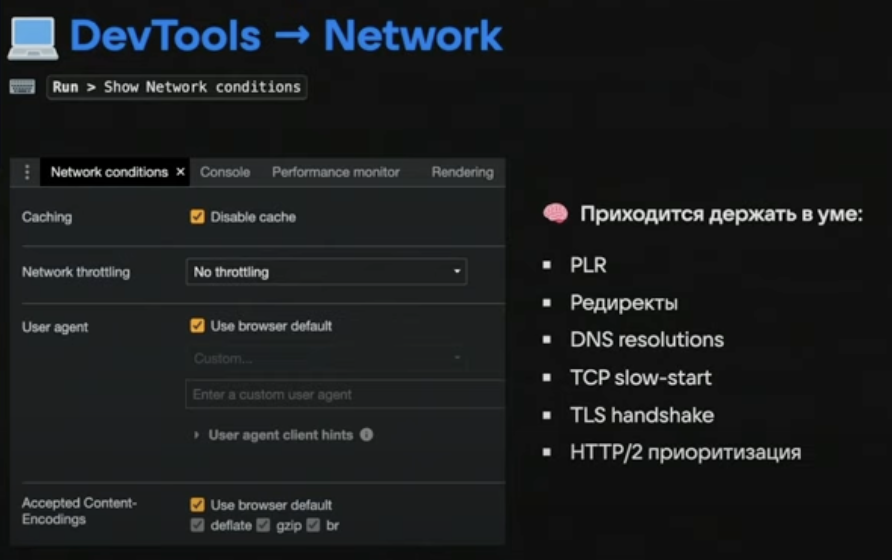 DevTools → Network
Run > Show Network conditions
Network conditions × Console Performance monitor Rendering
Caching Disable cache
Network throttling No throttling
User agent Use browser default
Custom...
Enter a custom user agent
User agent client hints
Accepted Content-Encodings Use browser default
deflate gzip br
Приходится держать в уме:
PLR
Редиректы
DNS resolutions
TCP slow-start
TLS handshake
HTTP/2 приоритизация